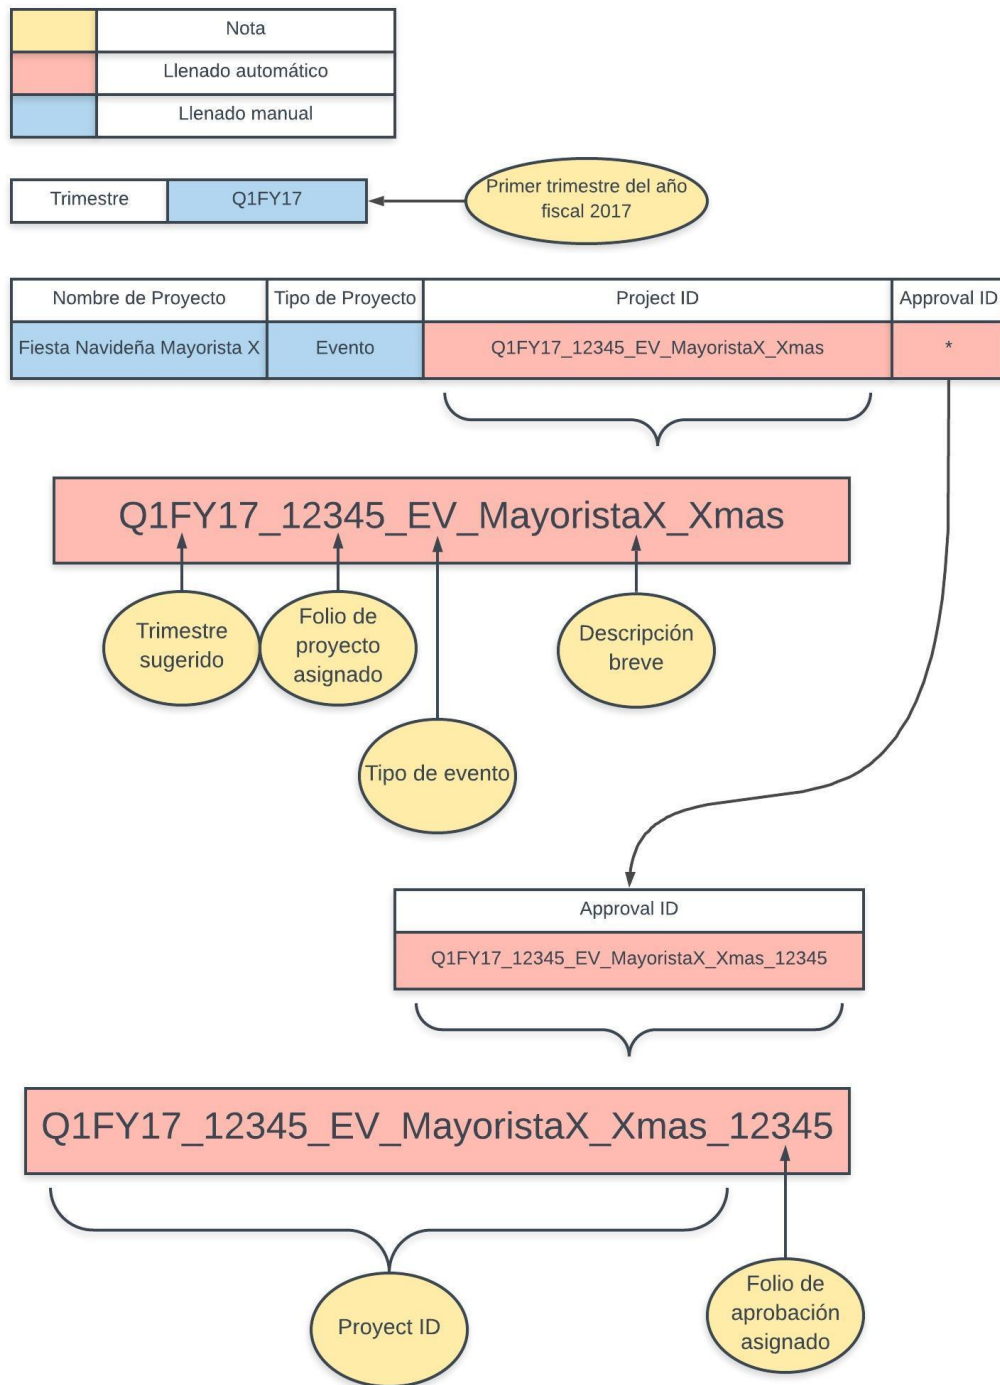 Nota
Llenado automático
Llenado manual
Trimestre
Q1FY17
Primer trimestre del año
fiscal 2017
Nombre de Proyecto
Tipo de Proyecto
Project ID
Approval ID
Fiesta Navideña Mayorista X
Evento
Q1FY17_12345_EV_MayoristaX_Xmas
*
Q1FY17_12345_EV_MayoristaX_Xmas
Trimestre
sugerido
Folio de
proyecto
asignado
Descripción
breve
Tipo de evento
Approval ID
Q1FY17_12345_EV_MayoristaX_Xmas_12345
Q1FY17_12345_EV_MayoristaX_Xmas_12345
Proyect ID
Folio de
aprobación
asignado